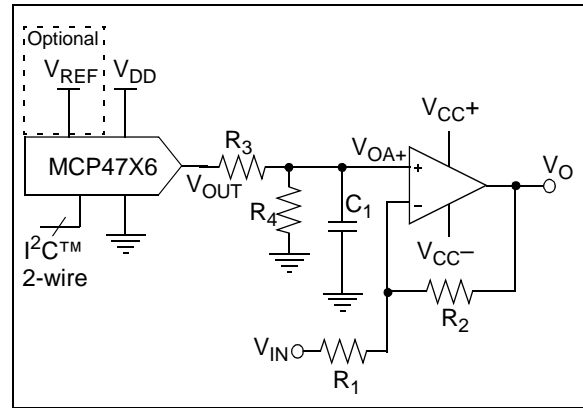 Optional
VREF VDD
MCP47X6
VOUT
R3
VOA+
VCC+
+
–
VO
R4
C1
VCC–
I2C™
2-wire
R2
VIN
R1